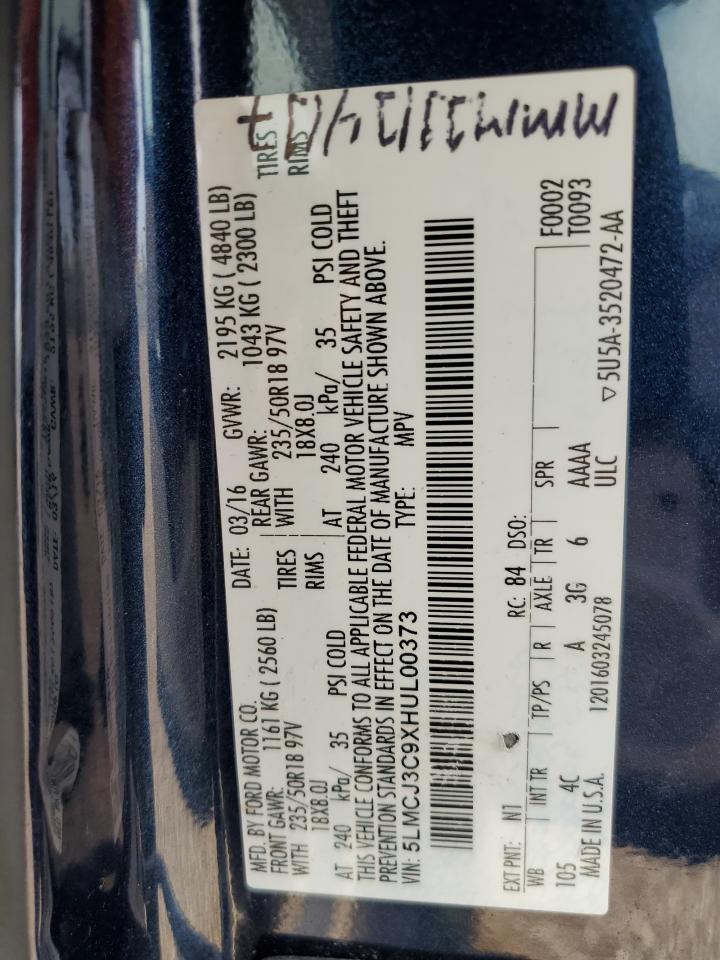 MFD. BY FORD MOTOR CO.
DATE: 03/16 GVWR: 2195 KG ( 4840 LB)
FRONT GAWR: 1161 KG ( 2560 LB) REAR GAWR: 1043 KG ( 2300 LB)
WITH 235/50R18 97V TIRES WITH 235/50R18 97V TIRES
18X8.0J RIMS 18X8.0J RIMS
AT 240 kPa/ 35 PSI COLD AT 240 kPa/ 35 PSI COLD
THIS VEHICLE CONFORMS TO ALL APPLICABLE FEDERAL MOTOR VEHICLE SAFETY AND THEFT
PREVENTION STANDARDS IN EFFECT ON THE DATE OF MANUFACTURE SHOWN ABOVE.
VIN: 5LMCJ3C9XHUL00373 TYPE: MPV
EXT PNT: N1 RC: 84 DSO: F0002
WB INT TR TP/PS R AXLE TR SPR T0093
105 4C A 3G 6 AAAA
MADE IN U.S.A. 1201603245078 ULC ▽5U5A-3520472-AA